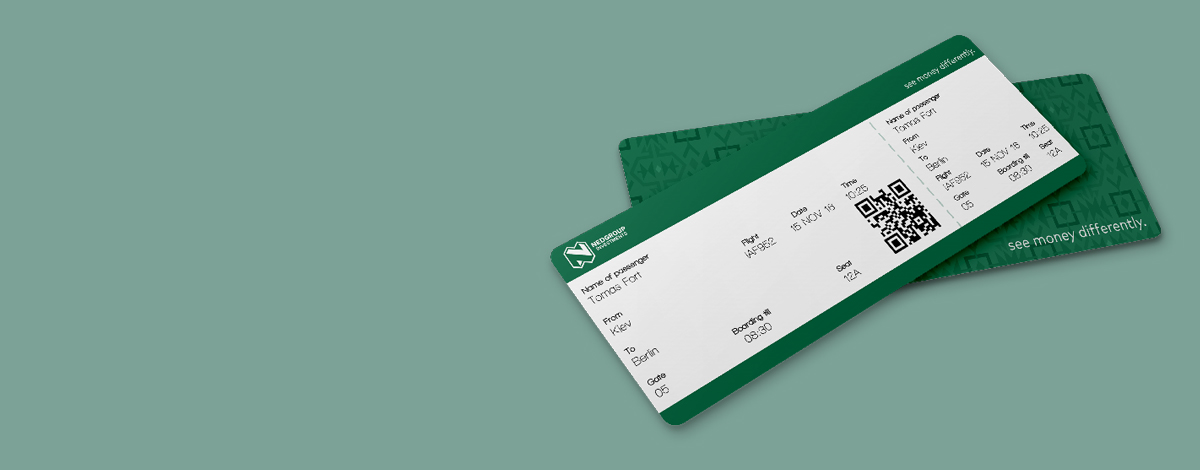 see money differently.
NEDGROUP
INVESTMENTS
Name of passenger
Tomas Fort
From
Kiev
To
Berlin
Gate
05
Flight
IAF952
Date
15 NOV 16
Time
10:25
Boarding till
08:30
Seat
12A
Name of passenger
Tomas Fort
From
Kiev
To
Berlin
Flight
IAF952
Date
15 NOV 16
Time
10:25
Gate
05
Boarding till
08:30
Seat
12A
see money differently.